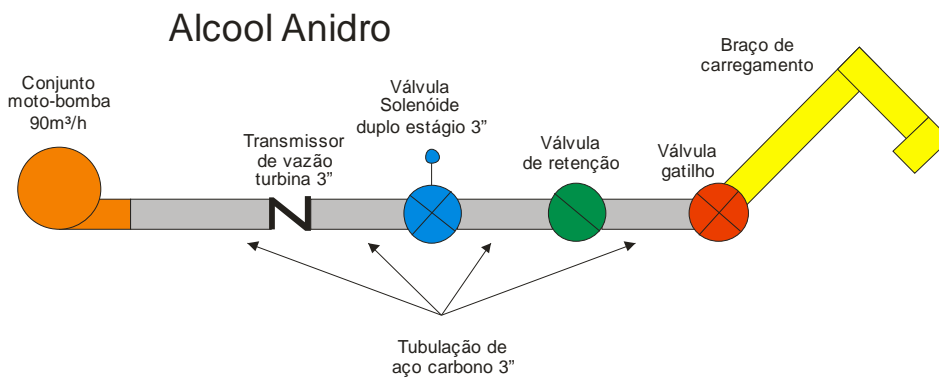 Alcool Anidro
Conjunto
moto-bomba
90m³/h
Transmissor
de vazão
turbina 3”
Válvula
Solenóide
duplo estágio 3”
Válvula
de retenção
Válvula
gatilho
Braço de
carregamento
Tubulação de
aço carbono 3”